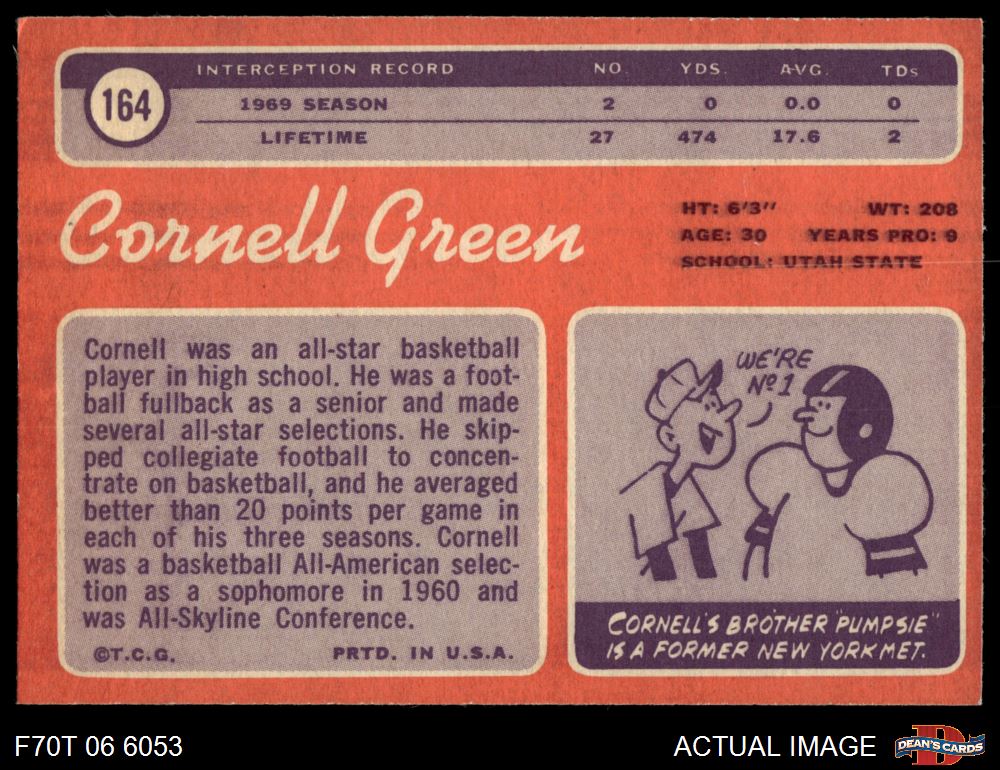 164
INTERCEPTION RECORD NO. YDS. AVG. TDs
1969 SEASON 2 0 0.0 0
LIFETIME 27 474 17.6 2
Cornell Green
HT: 6'3" WT: 208
AGE: 30 YEARS PRO: 9
SCHOOL: UTAH STATE
Cornell was an all-star basketball
player in high school. He was a foot-
ball fullback as a senior and made
several all-star selections. He skip-
ped collegiate football to concen-
trate on basketball, and he averaged
better than 20 points per game in
each of his three seasons. Cornell
was a basketball All-American selec-
tion as a sophomore in 1960 and
was All-Skyline Conference.
©T.C.G. PRTD. IN U.S.A.
WE'RE
Nº1
CORNELL'S BROTHER "PUMPSIE"
IS A FORMER NEW YORK MET.
F70T 06 6053
ACTUAL IMAGE
D
DEAN'S CARDS